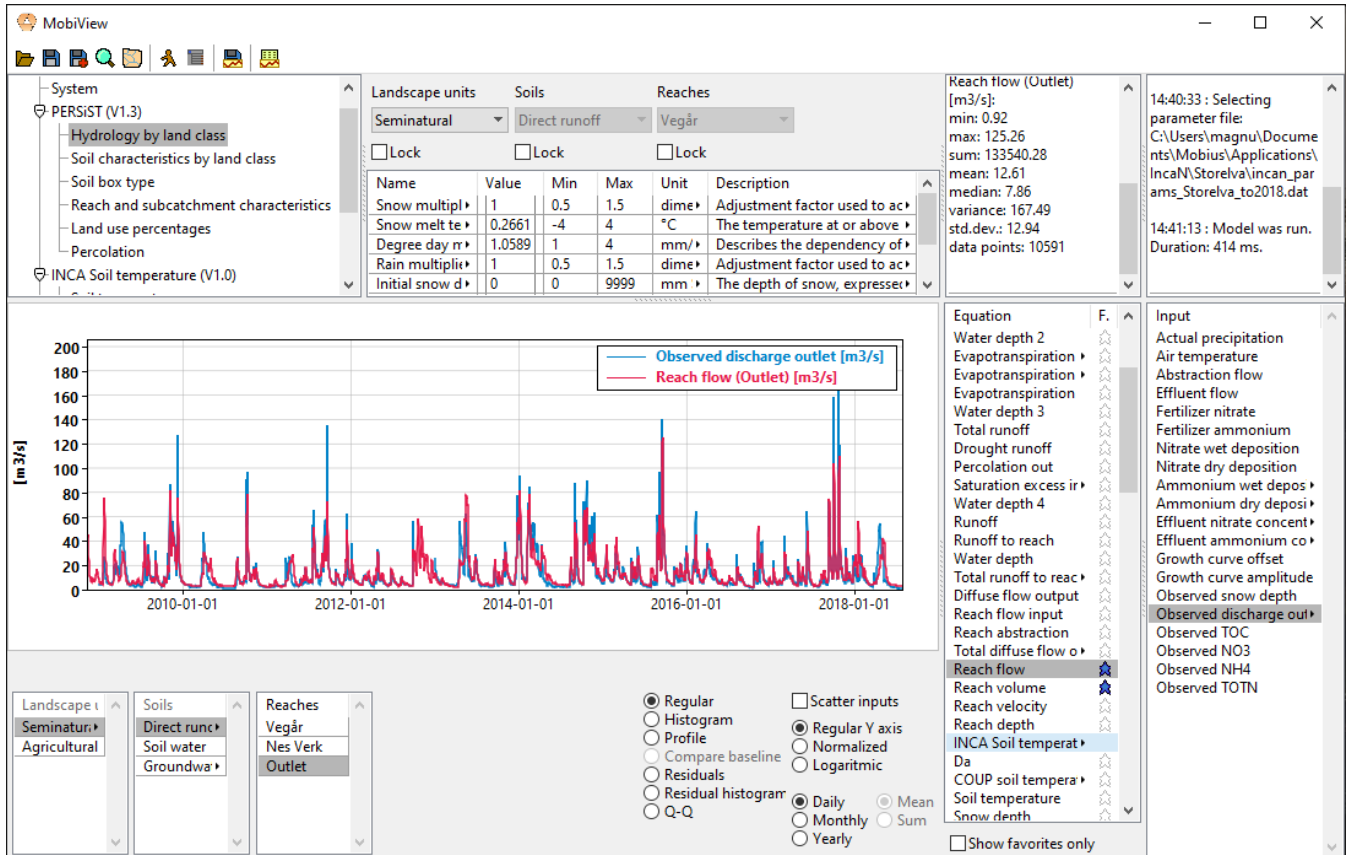 MobiView
System
PERSiST (V1.3)
Hydrology by land class
Soil characteristics by land class
Soil box type
Reach and subcatchment characteristics
Land use percentages
Percolation
INCA Soil temperature (V1.0)
Landscape units Soils Reaches
Seminatural Direct runoff Vegår
Lock Lock Lock
Name Value Min Max Unit Description
Snow multipl 1 0.5 1.5 dime Adjustment factor used to ac
Snow melt te 0.2661 -4 4 °C The temperature at or above
Degree day m 1.0589 1 4 mm/ Describes the dependency of
Rain multiplie 1 0.5 1.5 dime Adjustment factor used to ac
Initial snow d 0 0 9999 mm The depth of snow, expressec
Reach flow (Outlet)
[m3/s]:
min: 0.92
max: 125.26
sum: 133540.28
mean: 12.61
median: 7.86
variance: 167.49
std.dev.: 12.94
data points: 10591
14:40:33 : Selecting
parameter file:
C:\Users\magnu\Docume
nts\Mobius\Applications\
IncaN\Storelva\incan_par
ams_Storelva_to2018.dat
14:41:13 : Model was run.
Duration: 414 ms.
Observed discharge outlet [m3/s]
Reach flow (Outlet) [m3/s]
[m3/s]
200
180
160
140
120
100
80
60
40
20
0
2010-01-01 2012-01-01 2014-01-01 2016-01-01 2018-01-01
Equation F.
Water depth 2
Evapotranspiration
Evapotranspiration
Evapotranspiration
Water depth 3
Total runoff
Drought runoff
Percolation out
Saturation excess ir
Water depth 4
Runoff
Runoff to reach
Water depth
Total runoff to reac
Diffuse flow output
Reach flow input
Reach abstraction
Total diffuse flow o
Reach flow
Reach volume
Reach velocity
Reach depth
INCA Soil temperat
Da
COUP soil tempera
Soil temperature
Snow depth
Show favorites only
Input
Actual precipitation
Air temperature
Abstraction flow
Effluent flow
Fertilizer nitrate
Fertilizer ammonium
Nitrate wet deposition
Nitrate dry deposition
Ammonium wet depos
Ammonium dry deposi
Effluent nitrate concent
Effluent ammonium co
Growth curve offset
Growth curve amplitude
Observed snow depth
Observed discharge out
Observed TOC
Observed NO3
Observed NH4
Observed TOTN
Landscape u
Seminatur
Agricultural
Soils
Direct runc
Soil water
Groundwa
Reaches
Vegår
Nes Verk
Outlet
Regular
Histogram
Profile
Compare baseline
Residuals
Residual histogram
Q-Q
Scatter inputs
Regular Y axis
Normalized
Logaritmic
Daily Mean
Monthly Sum
Yearly